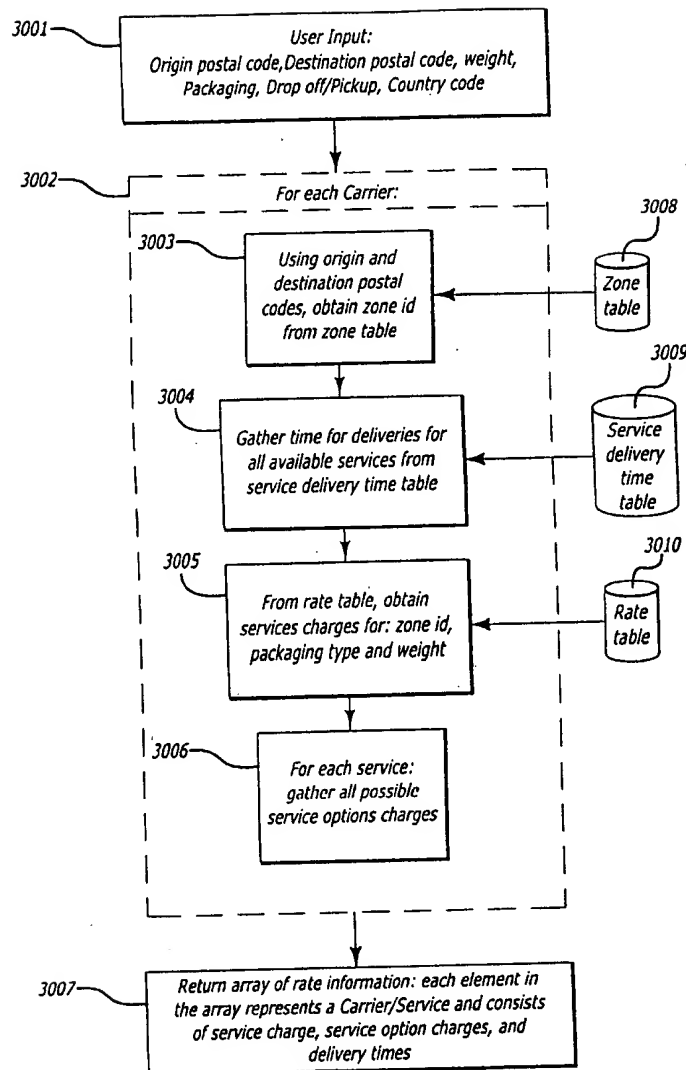 3001
User Input:
Origin postal code,Destination postal code, weight,
Packaging, Drop off/Pickup, Country code
3002
For each Carrier:
3003
Using origin and
destination postal
codes, obtain zone id
from zone table
3008
Zone
table
3004
Gather time for deliveries for
all available services from
service delivery time table
3009
Service
delivery
time
table
3005
From rate table, obtain
services charges for: zone id,
packaging type and weight
3010
Rate
table
3006
For each service:
gather all possible
service options charges
3007
Return array of rate information: each element in
the array represents a Carrier/Service and consists
of service charge, service option charges, and
delivery times